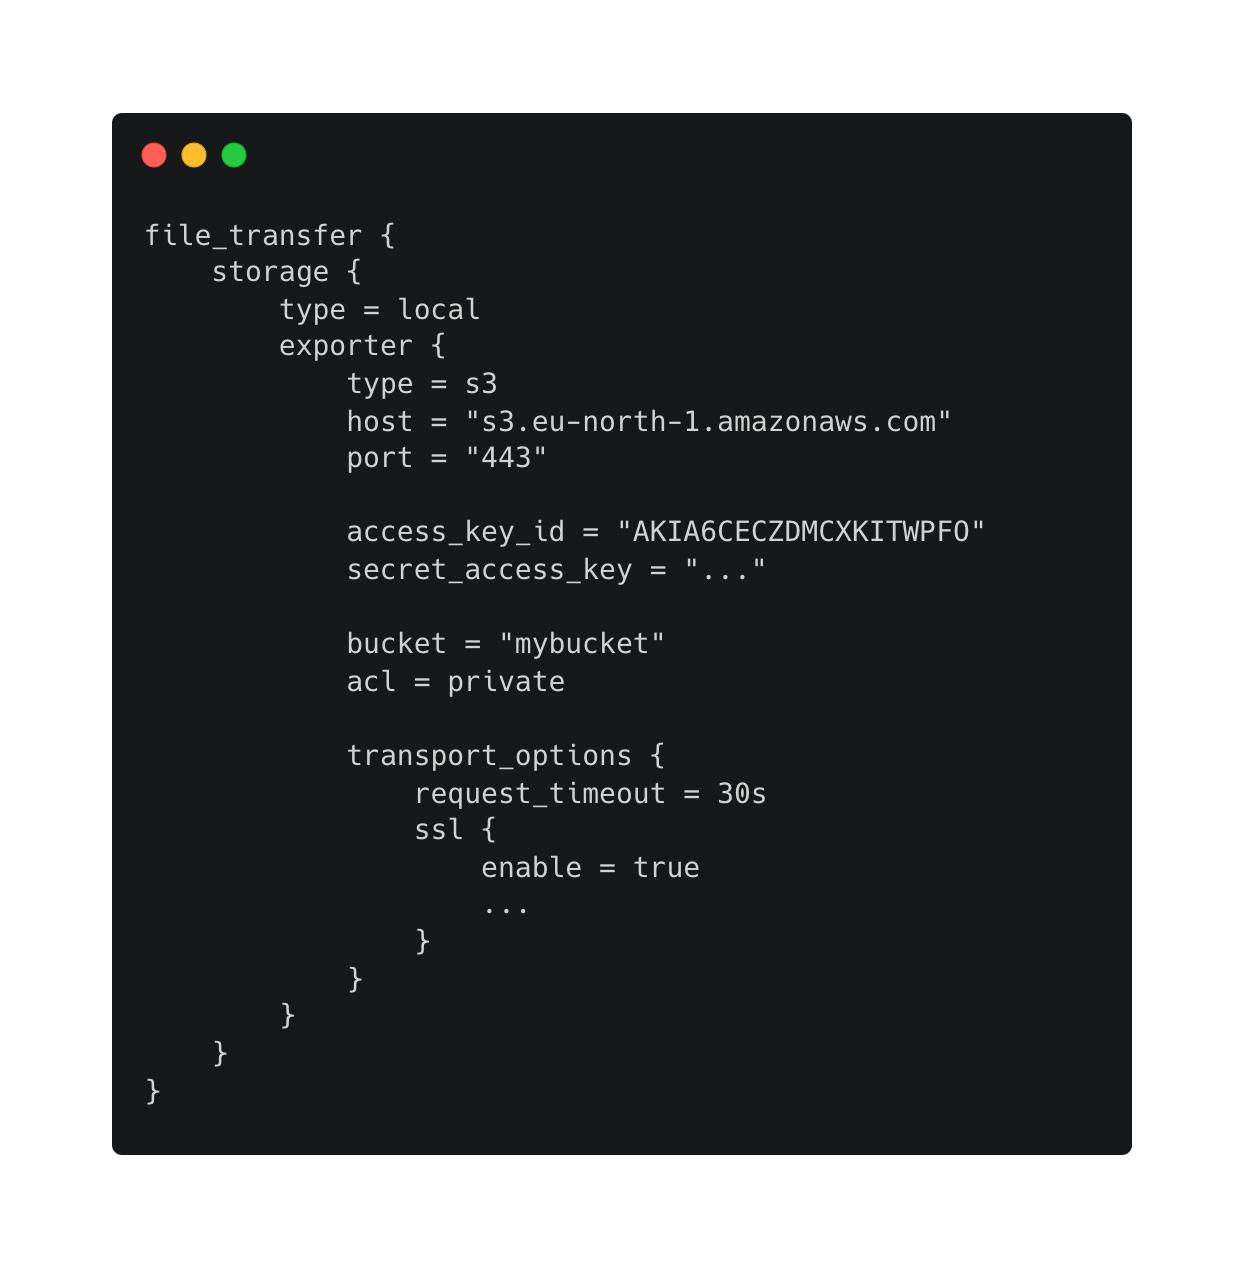 file_transfer {
    storage {
        type = local
        exporter {
            type = s3
            host = "s3.eu-north-1.amazonaws.com"
            port = "443"

            access_key_id = "AKIA6CECZDMCXKITWPFO"
            secret_access_key = "..."

            bucket = "mybucket"
            acl = private

            transport_options {
                request_timeout = 30s
                ssl {
                    enable = true
                    ...
                }
            }
        }
    }
}